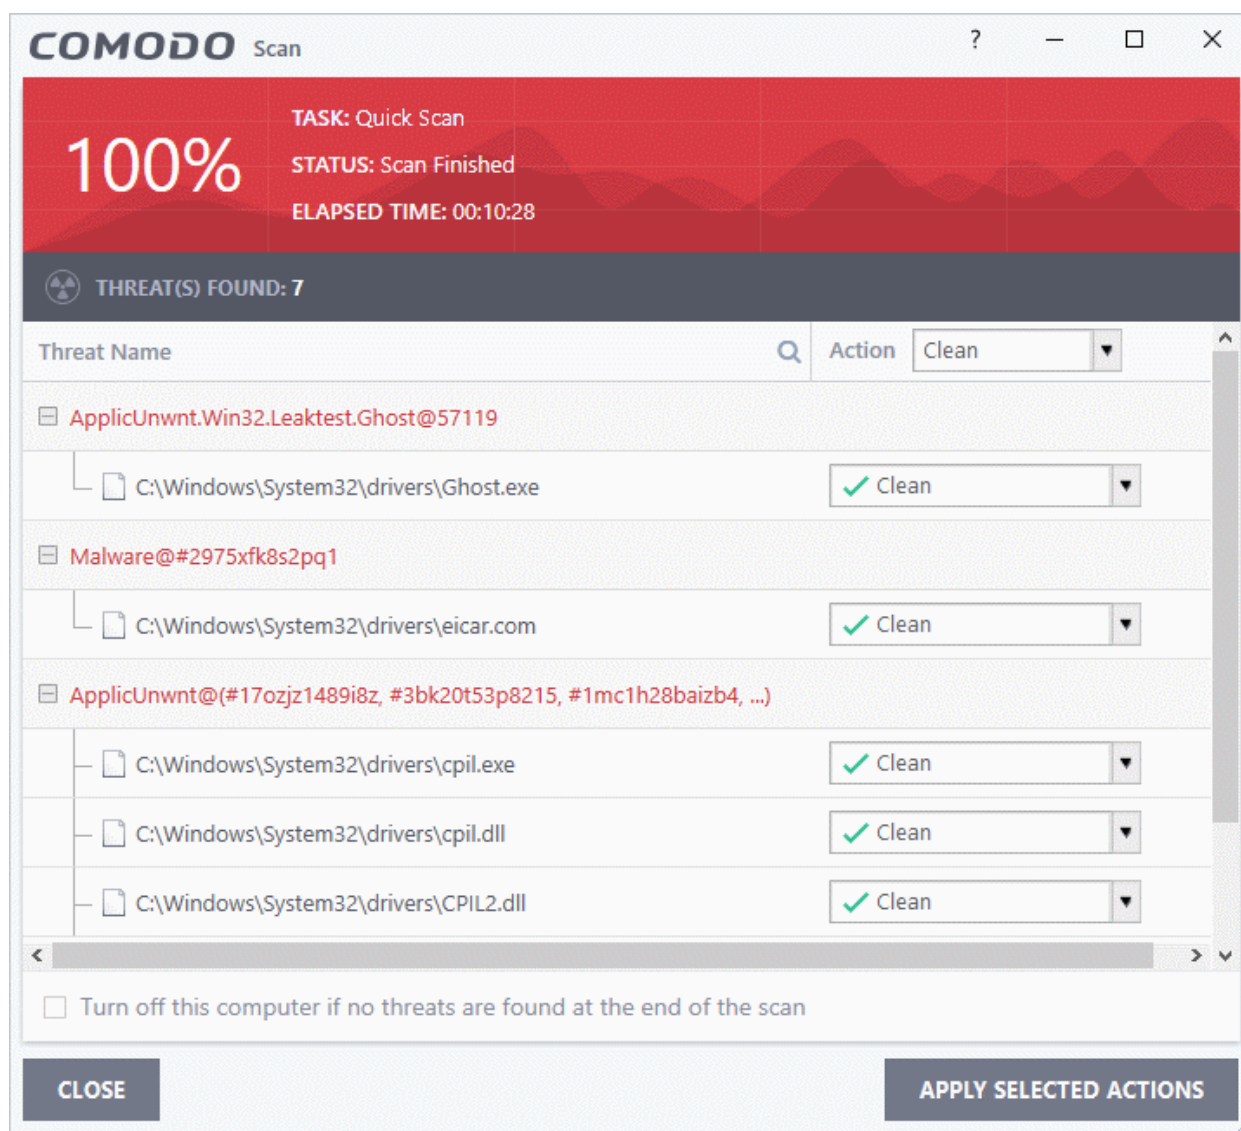 COMODO Scan ?
100%
TASK: Quick Scan
STATUS: Scan Finished
ELAPSED TIME: 00:10:28
THREAT(S) FOUND: 7
Threat Name Action Clean
ApplicUnwnt.Win32.Leaktest.Ghost@57119
C:\Windows\System32\drivers\Ghost.exe Clean
Malware@#2975xfk8s2pq1
C:\Windows\System32\drivers\eicar.com Clean
ApplicUnwnt@(#17ozjz1489i8z, #3bk20t53p8215, #1mc1h28baizb4, ...)
C:\Windows\System32\drivers\cpil.exe Clean
C:\Windows\System32\drivers\cpil.dll Clean
C:\Windows\System32\drivers\CPIL2.dll Clean
Turn off this computer if no threats are found at the end of the scan
CLOSE APPLY SELECTED ACTIONS